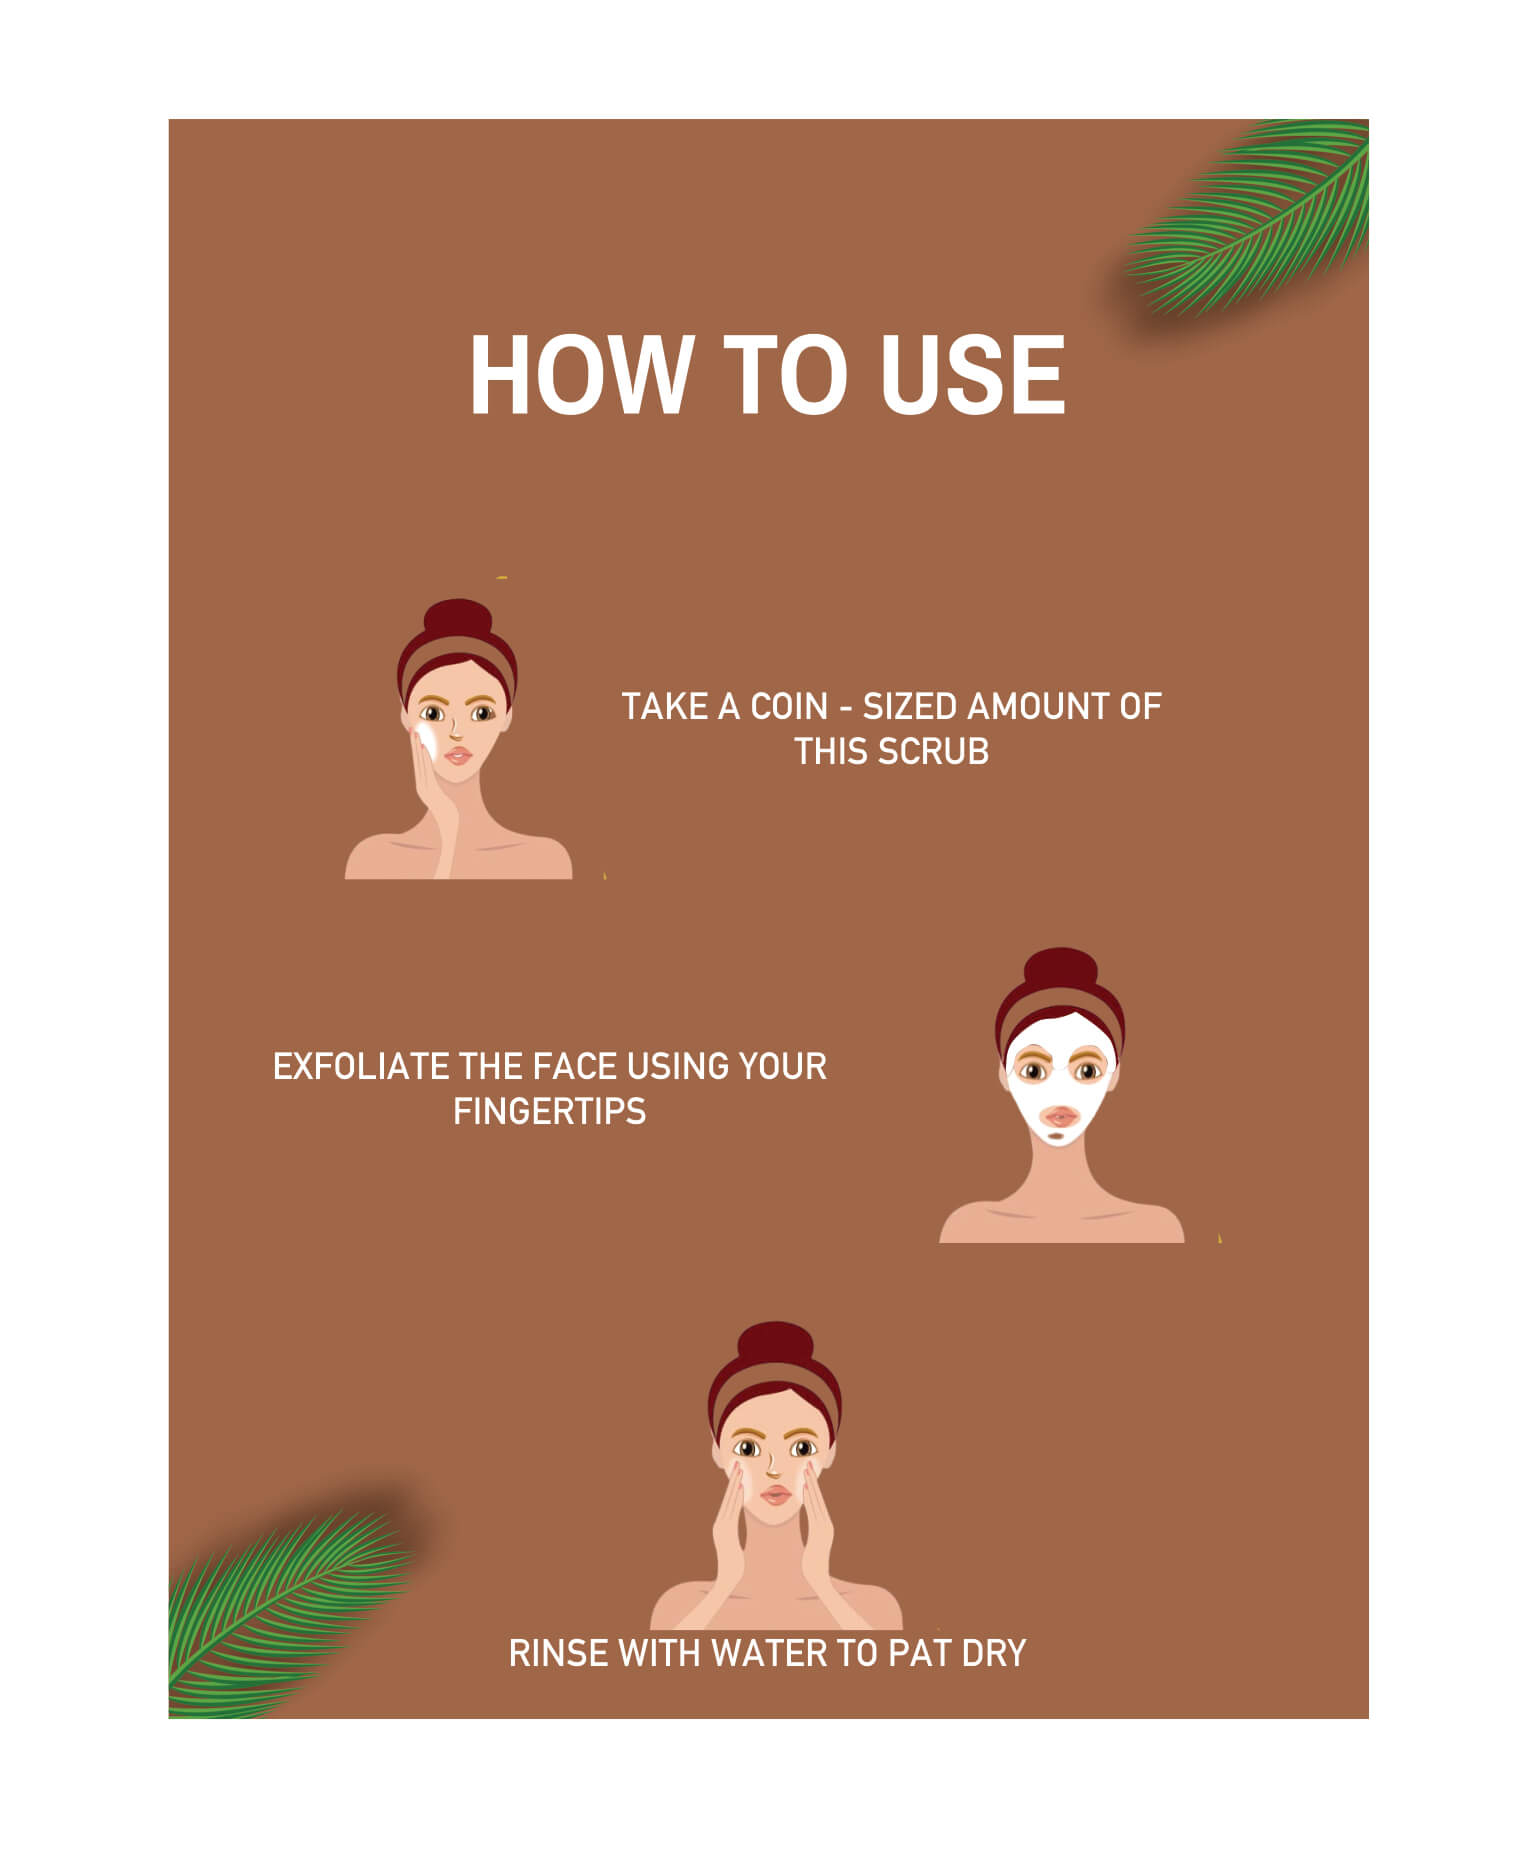 HOW TO USE
TAKE A COIN - SIZED AMOUNT OF
THIS SCRUB
EXFOLIATE THE FACE USING YOUR
FINGERTIPS
RINSE WITH WATER TO PAT DRY